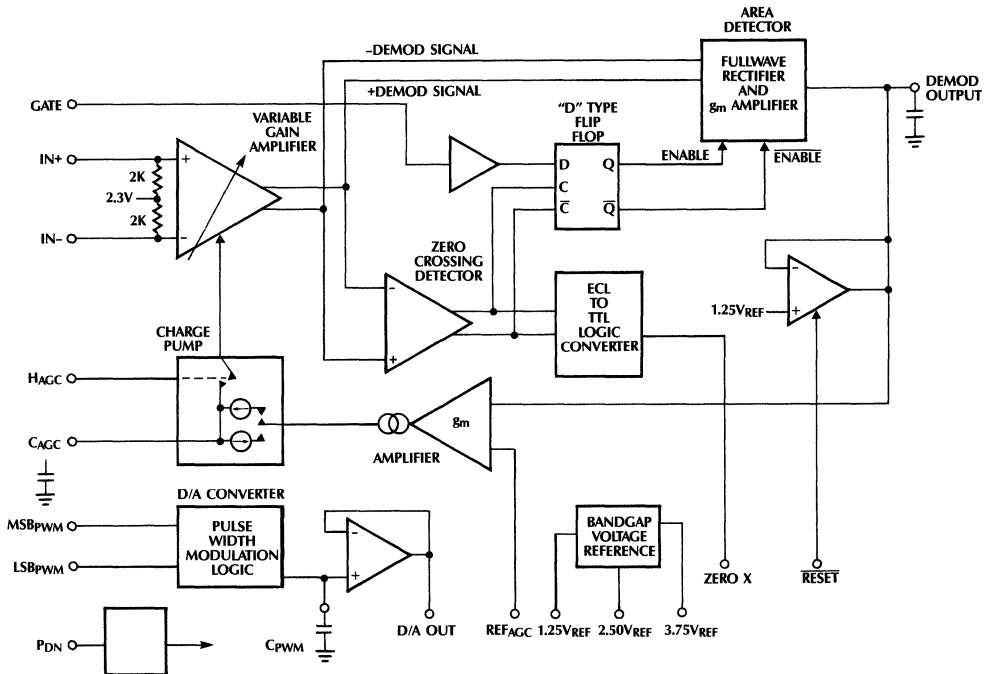 AREA
DETECTOR
–DEMOD SIGNAL
FULLWAVE
RECTIFIER
AND
gm AMPLIFIER
DEMOD
OUTPUT
+DEMOD SIGNAL
GATE
VARIABLE
GAIN
AMPLIFIER
"D" TYPE
FLIP
FLOP
IN+
+
2K
2.3V
2K
IN–
–
D
Q
C
C̅
Q̅
ENABLE
E̅N̅A̅B̅L̅E̅
ZERO
CROSSING
DETECTOR
–
+
ECL
TO
TTL
LOGIC
CONVERTER
–
1.25VREF
+
CHARGE
PUMP
HAGC
CAGC
gm
AMPLIFIER
D/A CONVERTER
MSBPWM
LSBPWM
PULSE
WIDTH
MODULATION
LOGIC
–
+
BANDGAP
VOLTAGE
REFERENCE
ZERO X
R̅E̅S̅E̅T̅
CPWM
D/A OUT
REFAGC
1.25VREF
2.50VREF
3.75VREF
PDN